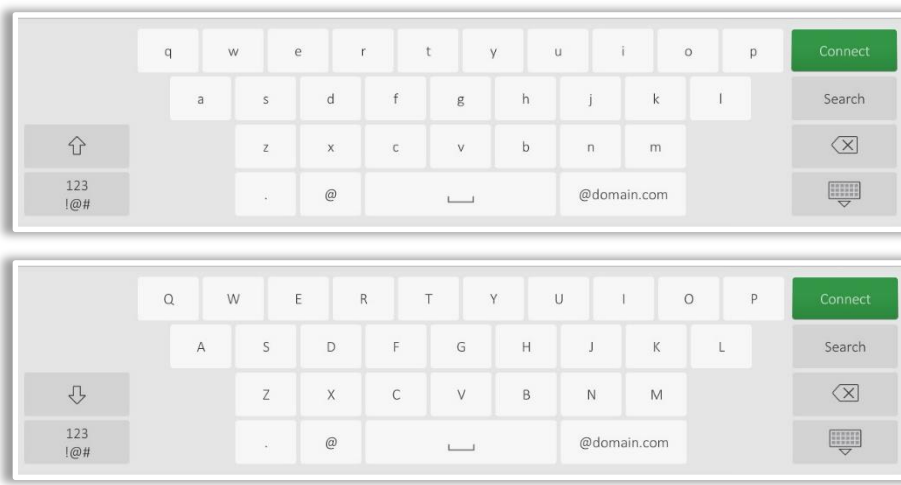 q w e r t y u i o p Connect
a s d f g h j k l Search
z x c v b n m
123
!@#
. @ @domain.com
Q W E R T Y U I O P Connect
A S D F G H J K L Search
Z X C V B N M
123
!@#
. @ @domain.com